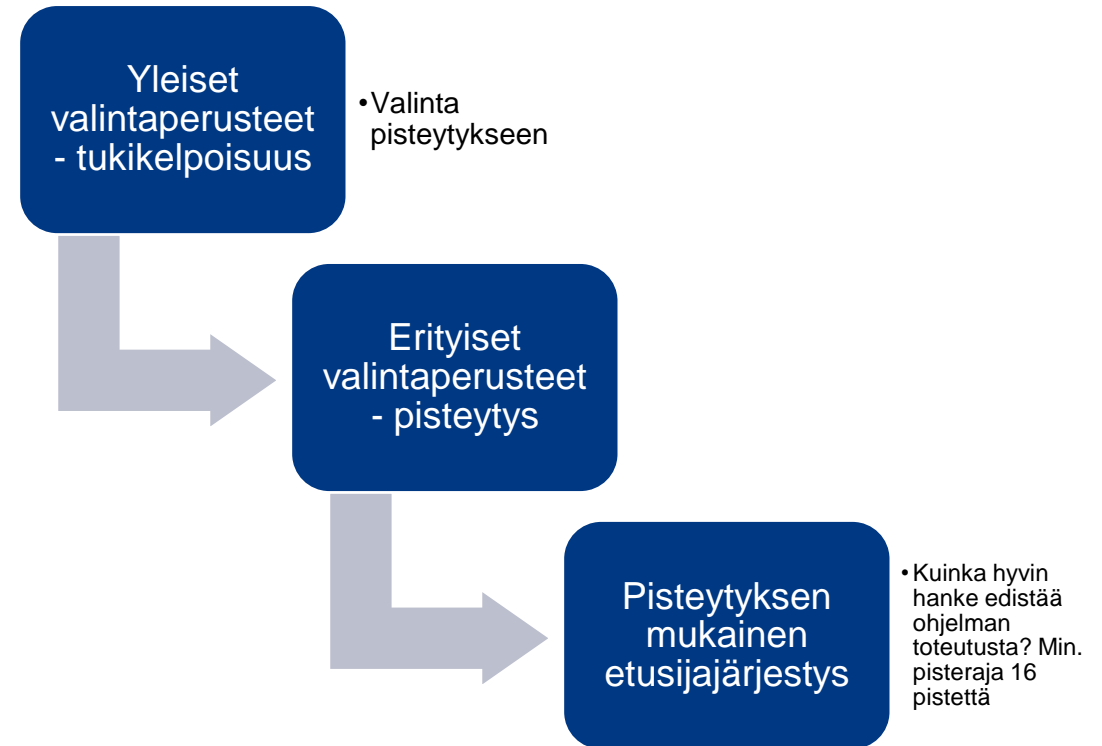 Yleiset
valintaperusteet
- tukikelpoisuus
•Valinta
pisteytykseen
Erityiset
valintaperusteet
- pisteytys
Pisteytyksen
mukainen
etusijajärjestys
•Kuinka hyvin
hanke edistää
ohjelman
toteutusta? Min.
pisteraja 16
pistettä